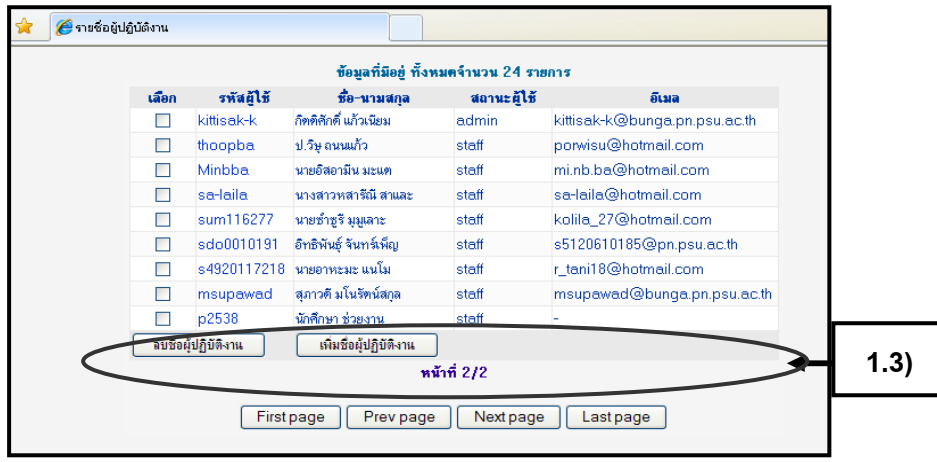 รายชื่อผู้ปฏิบัติงาน
ข้อมูลที่มีอยู่ ทั้งหมดจำนวน 24 รายการ
เลือก รหัสผู้ใช้ ชื่อ-นามสกุล สถานะผู้ใช้ อีเมล
kittisak-k กิตติศักดิ์ แก้วเนียม admin kittisak-k@bunga.pn.psu.ac.th
thoopba ป.วิษุ ถนนแก้ว staff porwisu@hotmail.com
Minbba นายอิสอามีน มะแต staff mi.nb.ba@hotmail.com
sa-laila นางสาวหสารีณี สาและ staff sa-laila@hotmail.com
sum116277 นายซำซูรี มุมูเลาะ staff kolila_27@hotmail.com
sdo0010191 อิทธิพันธุ์ จันทร์เพ็ญ staff s5120610185@pn.psu.ac.th
s4920117218 นายอาหะมะ แนโม staff r_tani18@hotmail.com
msupawad สุภาวดี มโนรัตน์สกุล staff msupawad@bunga.pn.psu.ac.th
p2538 นักศึกษา ช่วยงาน staff -
ลบชื่อผู้ปฏิบัติงาน เพิ่มชื่อผู้ปฏิบัติงาน
หน้าที่ 2/2
1.3)
First page Prev page Next page Last page